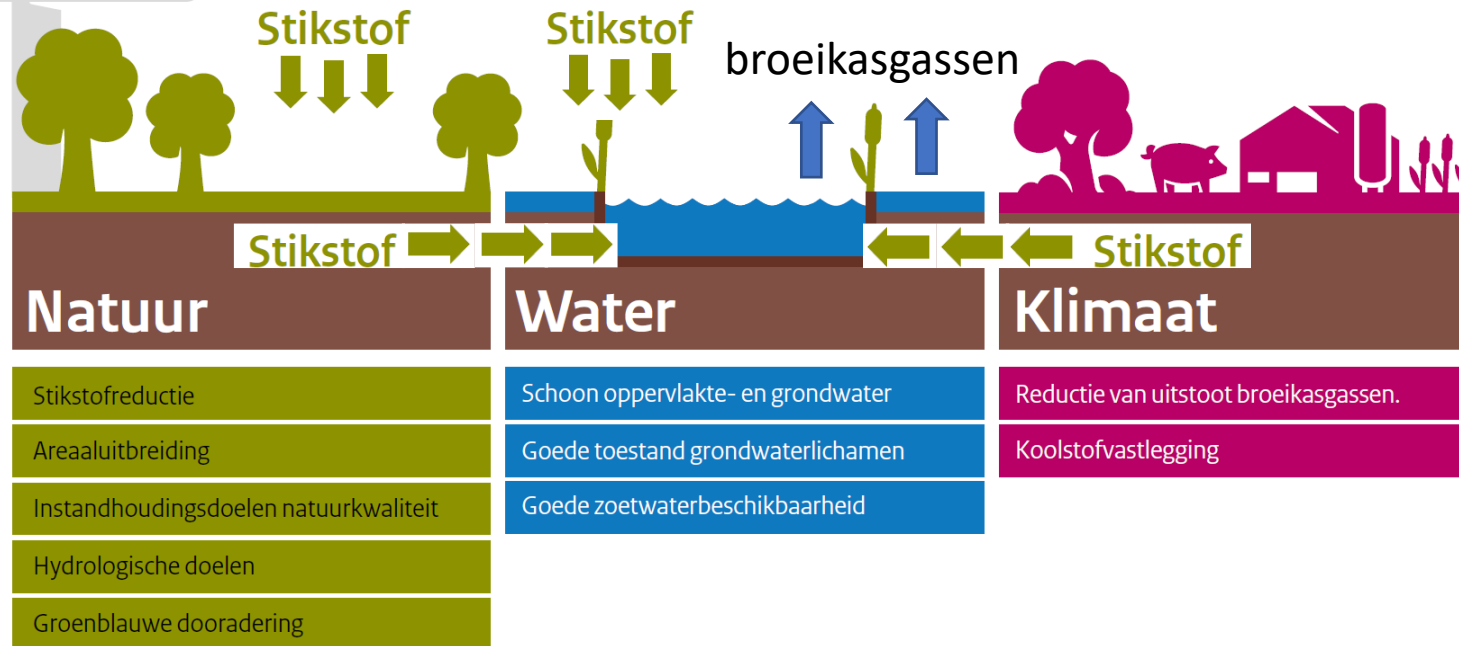 Stikstof
Stikstof
broeikasgassen
Stikstof
Stikstof
Natuur
Water
Klimaat
Stikstofreductie
Areaaluitbreiding
Instandhoudingsdoelen natuurkwaliteit
Hydrologische doelen
Groenblauwe dooradering
Schoon oppervlakte- en grondwater
Goede toestand grondwaterlichamen
Goede zoetwaterbeschikbaarheid
Reductie van uitstoot broeikasgassen.
Koolstofvastlegging